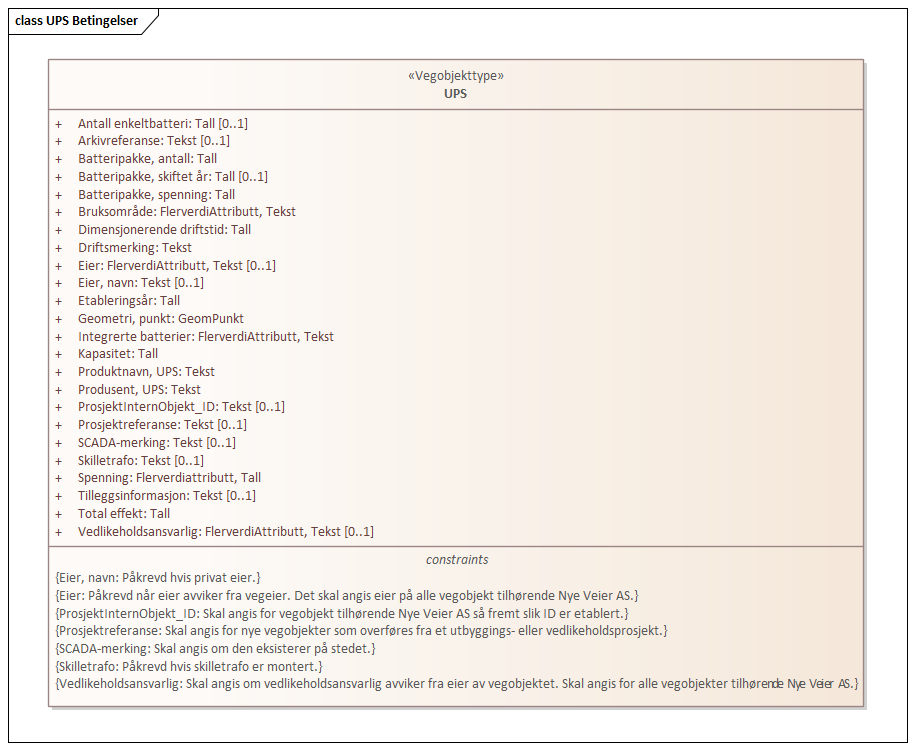 class UPS Betingelser
«Vegobjekttype»
UPS
+ Antall enkeltbatteri: Tall [0..1]
+ Arkivreferanse: Tekst [0..1]
+ Batteripakke, antall: Tall
+ Batteripakke, skiftet år: Tall [0..1]
+ Batteripakke, spenning: Tall
+ Bruksområde: FlerverdiAttributt, Tekst
+ Dimensjonerende driftstid: Tall
+ Driftsmerking: Tekst
+ Eier: FlerverdiAttributt, Tekst [0..1]
+ Eier, navn: Tekst [0..1]
+ Etableringsår: Tall
+ Geometri, punkt: GeomPunkt
+ Integrerte batterier: FlerverdiAttributt, Tekst
+ Kapasitet: Tall
+ Produktnavn, UPS: Tekst
+ Produsent, UPS: Tekst
+ ProsjektInternObjekt_ID: Tekst [0..1]
+ Prosjektreferanse: Tekst [0..1]
+ SCADA-merking: Tekst [0..1]
+ Skilletrafo: Tekst [0..1]
+ Spenning: Flerverdiattributt, Tall
+ Tilleggsinformasjon: Tekst [0..1]
+ Total effekt: Tall
+ Vedlikeholdsansvarlig: FlerverdiAttributt, Tekst [0..1]
constraints
{Eier, navn: Påkrevd hvis privat eier.}
{Eier: Påkrevd når eier avviker fra vegeier. Det skal angis eier på alle vegobjekt tilhørende Nye Veier AS.}
{ProsjektInternObjekt_ID: Skal angis for vegobjekt tilhørende Nye Veier AS så fremt slik ID er etablert.}
{Prosjektreferanse: Skal angis for nye vegobjekter som overføres fra et utbyggings- eller vedlikeholdsprosjekt.}
{SCADA-merking: Skal angis om den eksisterer på stedet.}
{Skilletrafo: Påkrevd hvis skilletrafo er montert.}
{Vedlikeholdsansvarlig: Skal angis om vedlikeholdsansvarlig avviker fra eier av vegobjektet. Skal angis for alle vegobjekter tilhørende Nye Veier AS.}